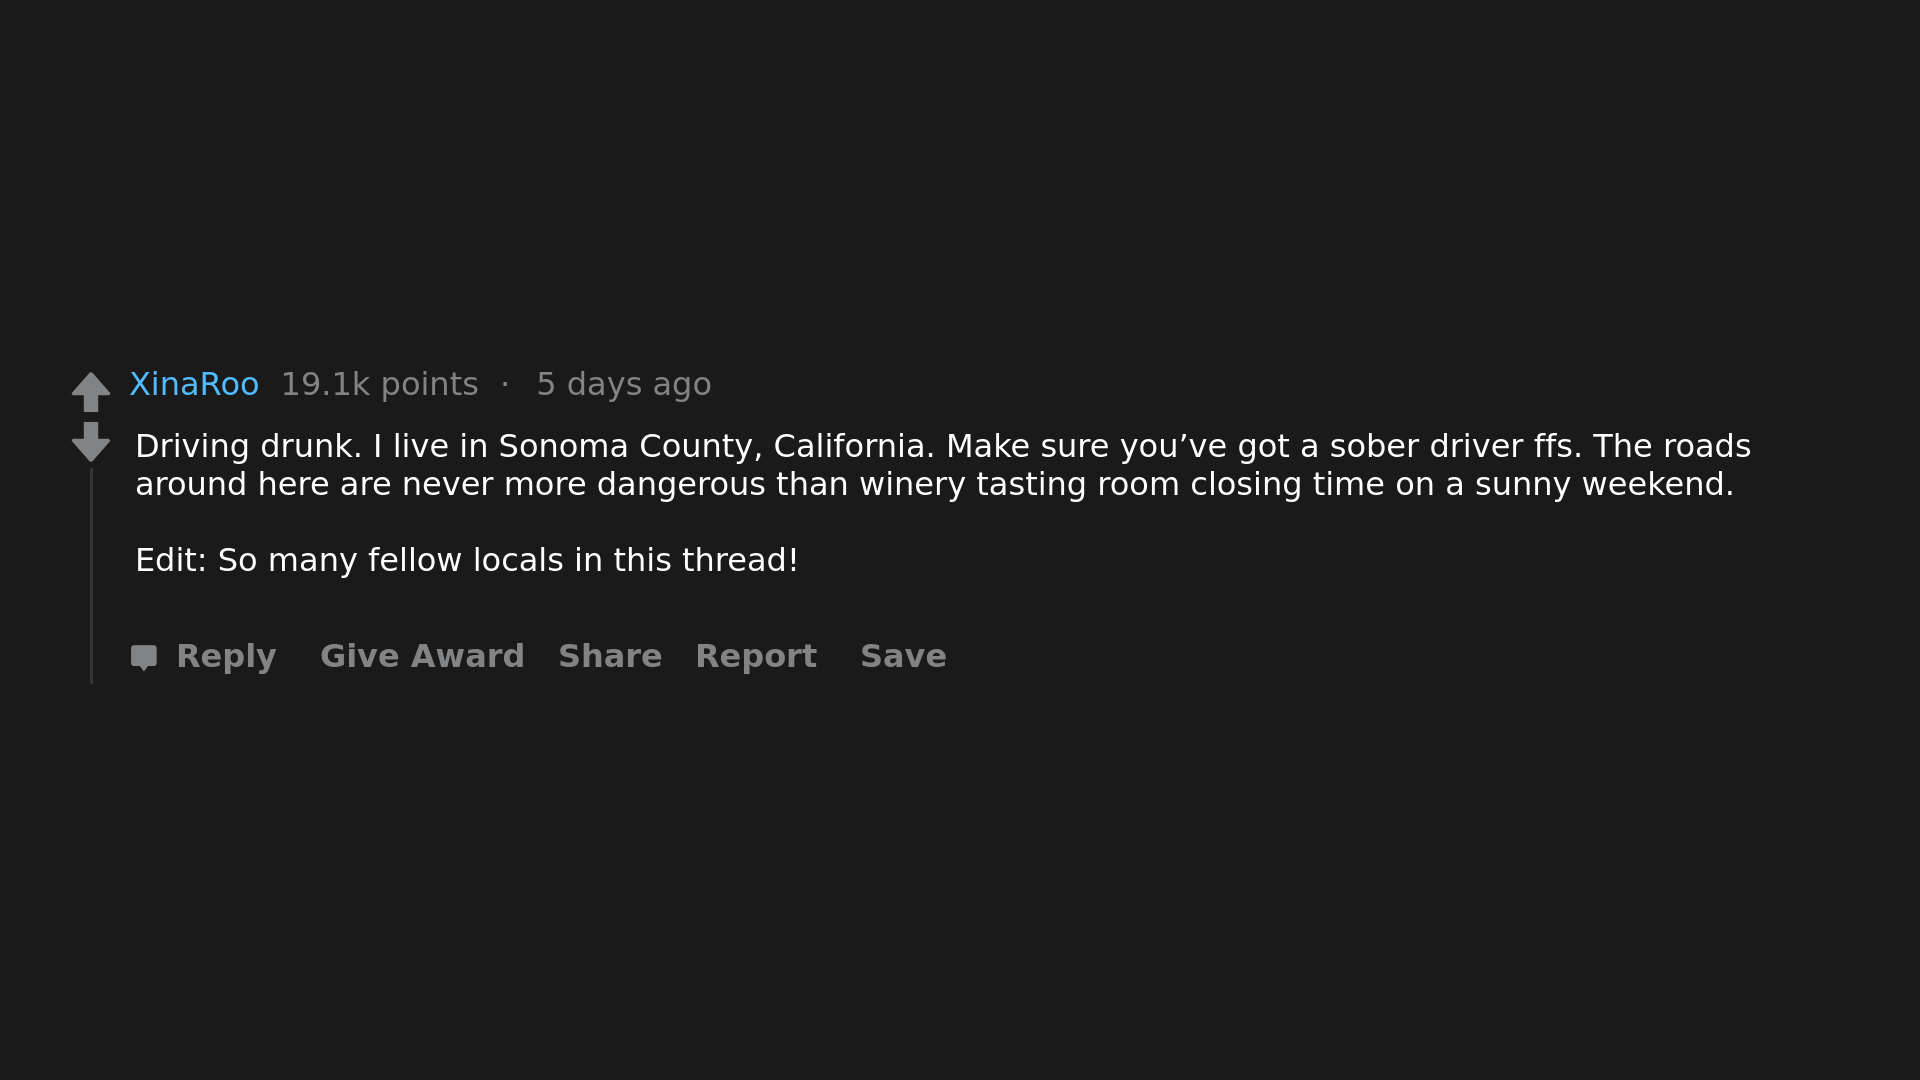 XinaRoo 19.1k points · 5 days ago
Driving drunk. I live in Sonoma County, California. Make sure you’ve got a sober driver ffs. The roads
around here are never more dangerous than winery tasting room closing time on a sunny weekend.
Edit: So many fellow locals in this thread!
Reply Give Award Share Report Save